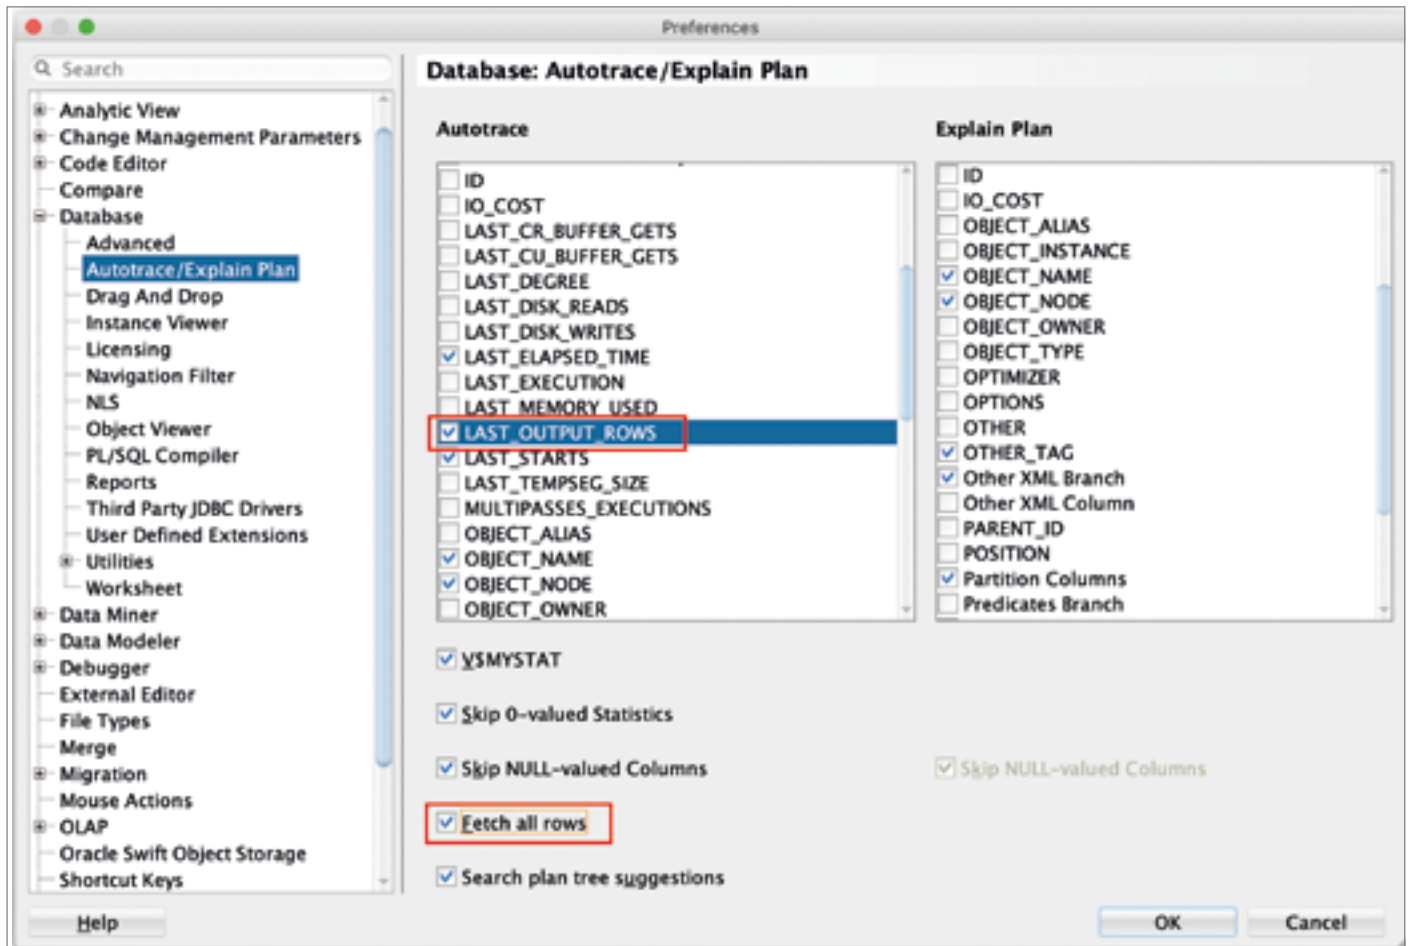 Preferences
Search
Analytic View
Change Management Parameters
Code Editor
Compare
Database
Advanced
Autotrace/Explain Plan
Drag And Drop
Instance Viewer
Licensing
Navigation Filter
NLS
Object Viewer
PL/SQL Compiler
Reports
Third Party JDBC Drivers
User Defined Extensions
Utilities
Worksheet
Data Miner
Data Modeler
Debugger
External Editor
File Types
Merge
Migration
Mouse Actions
OLAP
Oracle Swift Object Storage
Shortcut Keys
Database: Autotrace/Explain Plan
Autotrace
ID
IO_COST
LAST_CR_BUFFER_GETS
LAST_CU_BUFFER_GETS
LAST_DEGREE
LAST_DISK_READS
LAST_DISK_WRITES
LAST_ELAPSED_TIME
LAST_EXECUTION
LAST_MEMORY_USED
LAST_OUTPUT_ROWS
LAST_STARTS
LAST_TEMPSEG_SIZE
MULTIPASSES_EXECUTIONS
OBJECT_ALIAS
OBJECT_NAME
OBJECT_NODE
OBJECT_OWNER
Explain Plan
ID
IO_COST
OBJECT_ALIAS
OBJECT_INSTANCE
OBJECT_NAME
OBJECT_NODE
OBJECT_OWNER
OBJECT_TYPE
OPTIMIZER
OPTIONS
OTHER
OTHER_TAG
Other XML Branch
Other XML Column
PARENT_ID
POSITION
Partition Columns
Predicates Branch
V$MYSTAT
Skip 0-valued Statistics
Skip NULL-valued Columns
Skip NULL-valued Columns
Fetch all rows
Search plan tree suggestions
Help
OK
Cancel